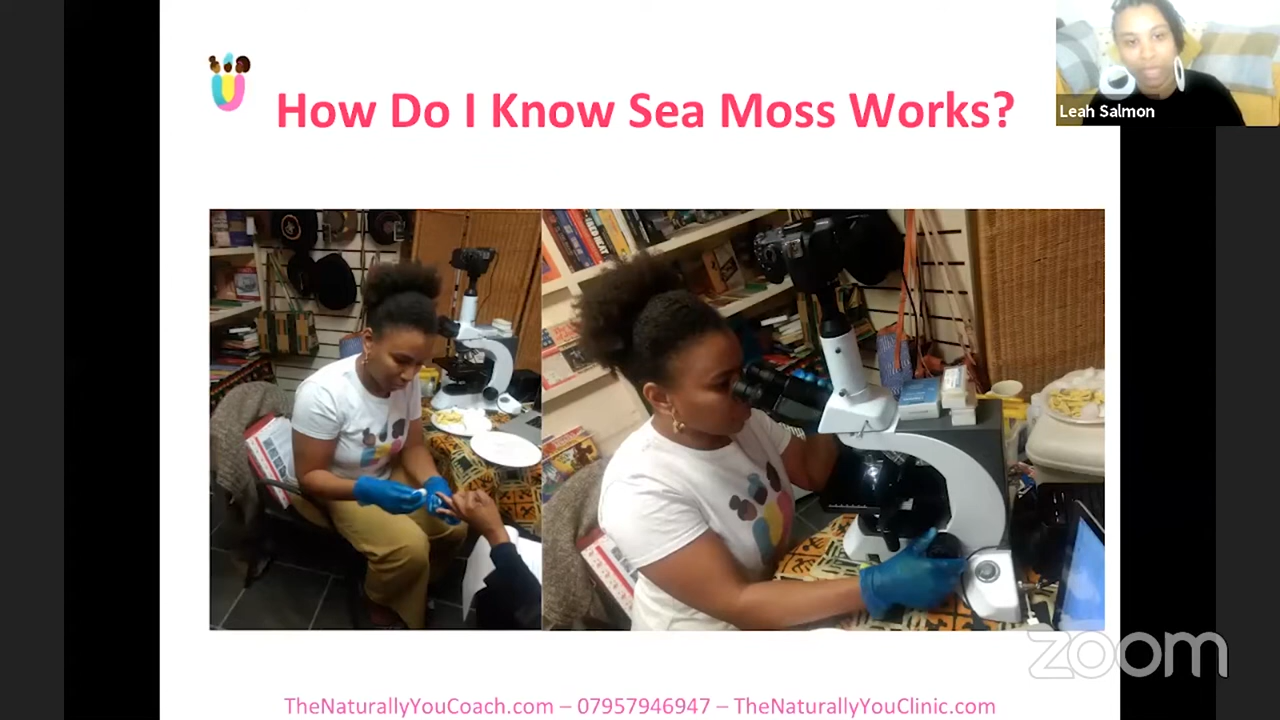 How Do I Know Sea Moss Works?
Leah Salmon
zoom
TheNaturallyYouCoach.com – 07957946947 – TheNaturallyYouClinic.com